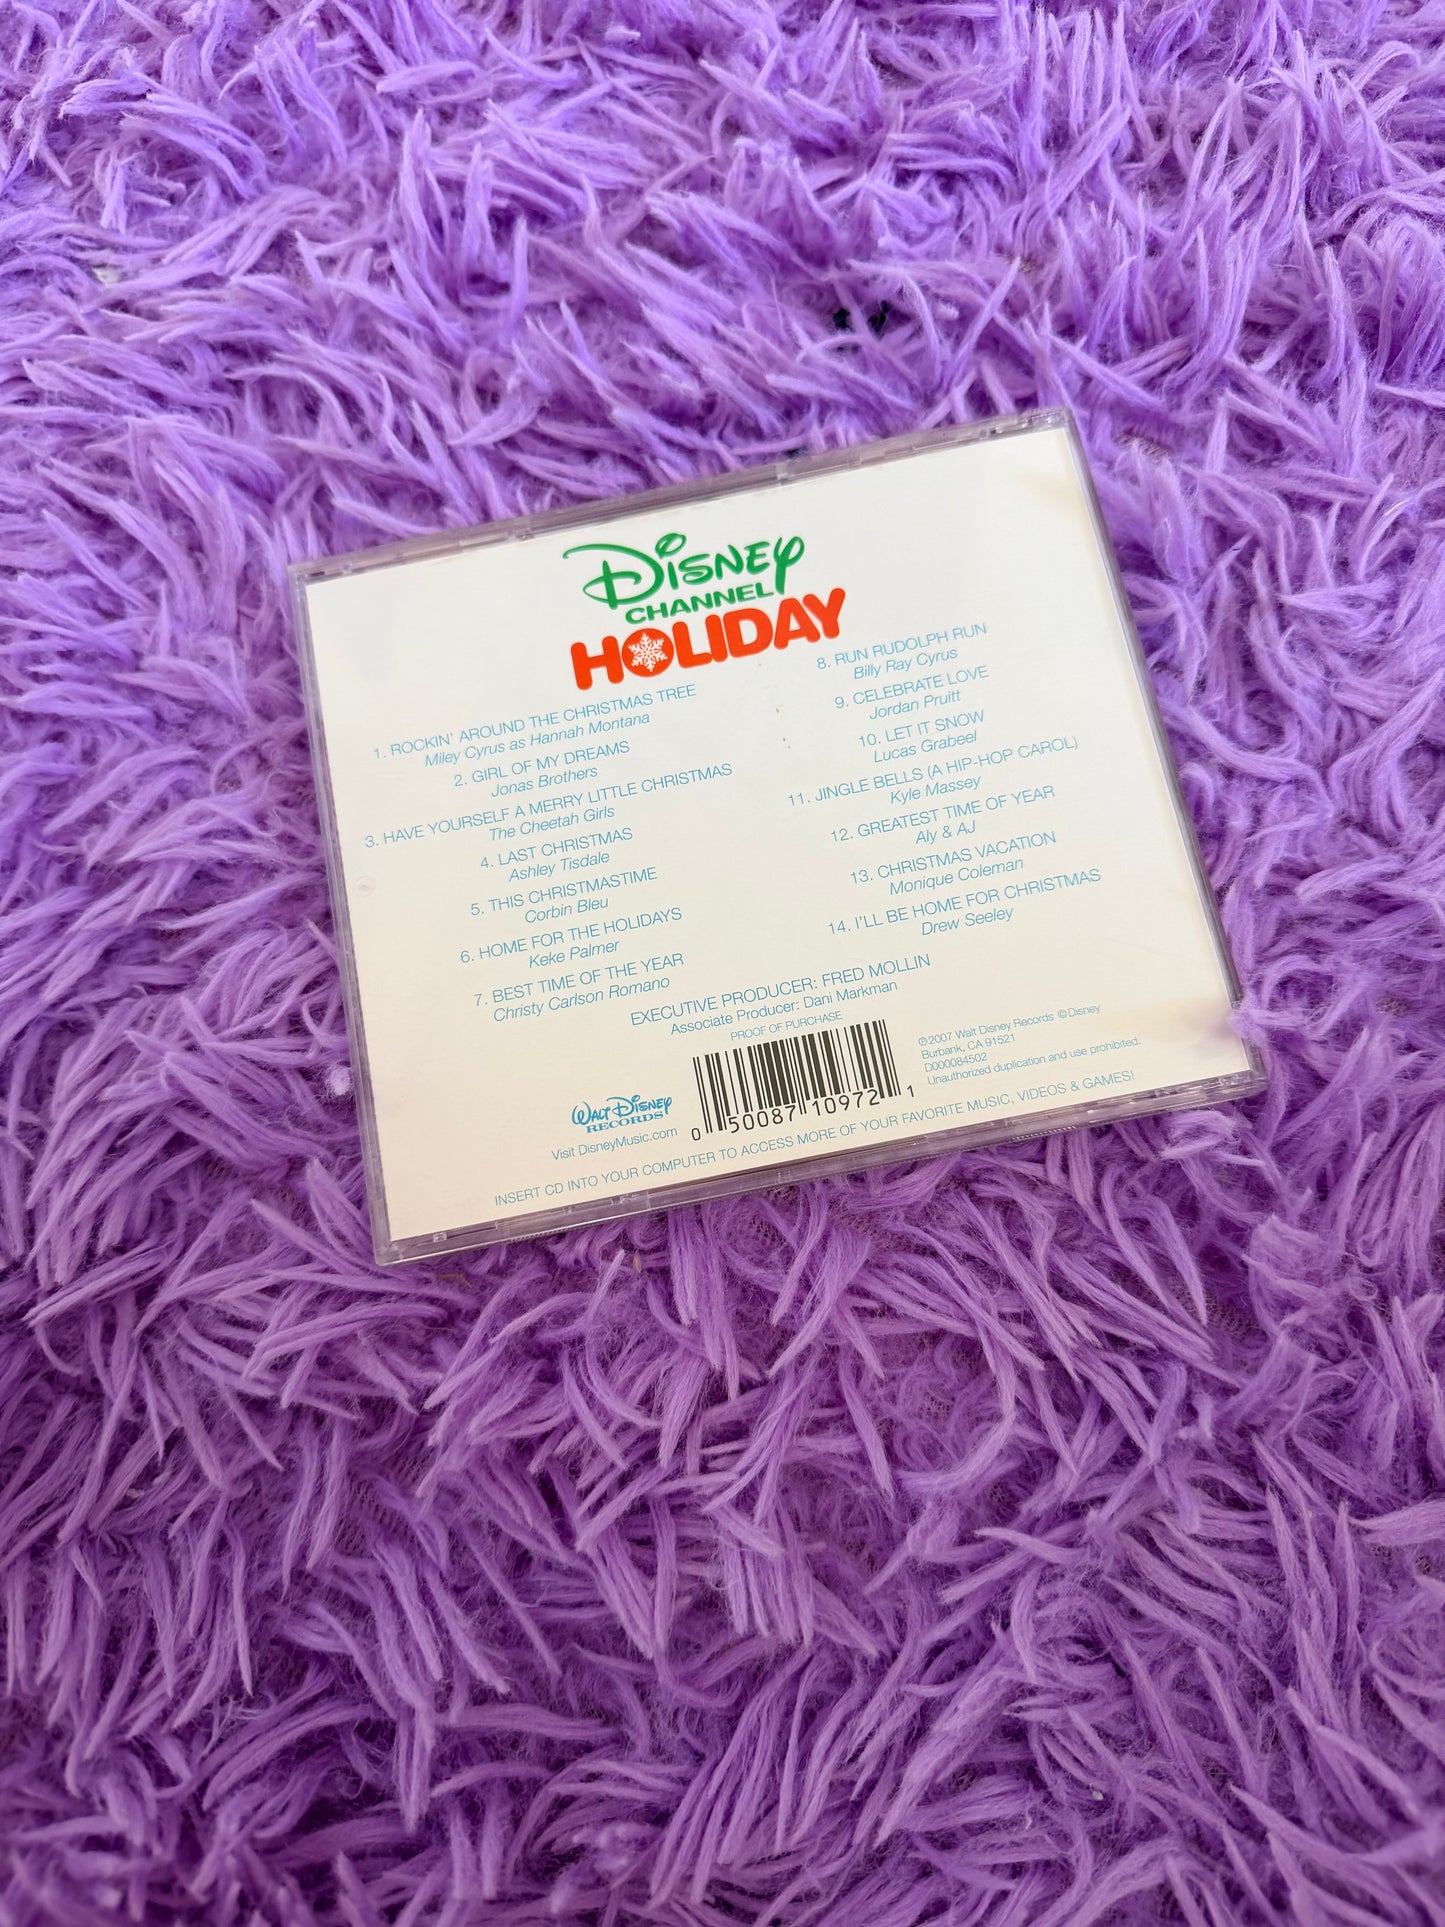 Disney
CHANNEL
HOLIDAY
1. ROCKIN' AROUND THE CHRISTMAS TREE
Miley Cyrus as Hannah Montana
2. GIRL OF MY DREAMS
Jonas Brothers
3. HAVE YOURSELF A MERRY LITTLE CHRISTMAS
The Cheetah Girls
4. LAST CHRISTMAS
Ashley Tisdale
5. THIS CHRISTMASTIME
Corbin Bleu
6. HOME FOR THE HOLIDAYS
Keke Palmer
7. BEST TIME OF THE YEAR
Christy Carlson Romano
8. RUN RUDOLPH RUN
Billy Ray Cyrus
9. CELEBRATE LOVE
Jordan Pruitt
10. LET IT SNOW
Lucas Grabeel
11. JINGLE BELLS (A HIP-HOP CAROL)
Kyle Massey
12. GREATEST TIME OF YEAR
Aly & AJ
13. CHRISTMAS VACATION
Monique Coleman
14. I'LL BE HOME FOR CHRISTMAS
Drew Seeley
EXECUTIVE PRODUCER: FRED MOLLIN
Associate Producer: Dani Markman
PROOF OF PURCHASE
0 50087 10972 1
WALT DISNEY
RECORDS
Visit DisneyMusic.com
℗ 2007 Walt Disney Records © Disney
Burbank, CA 91521
D000084502
Unauthorized duplication and use prohibited.
INSERT CD INTO YOUR COMPUTER TO ACCESS MORE OF YOUR FAVORITE MUSIC, VIDEOS & GAMES!